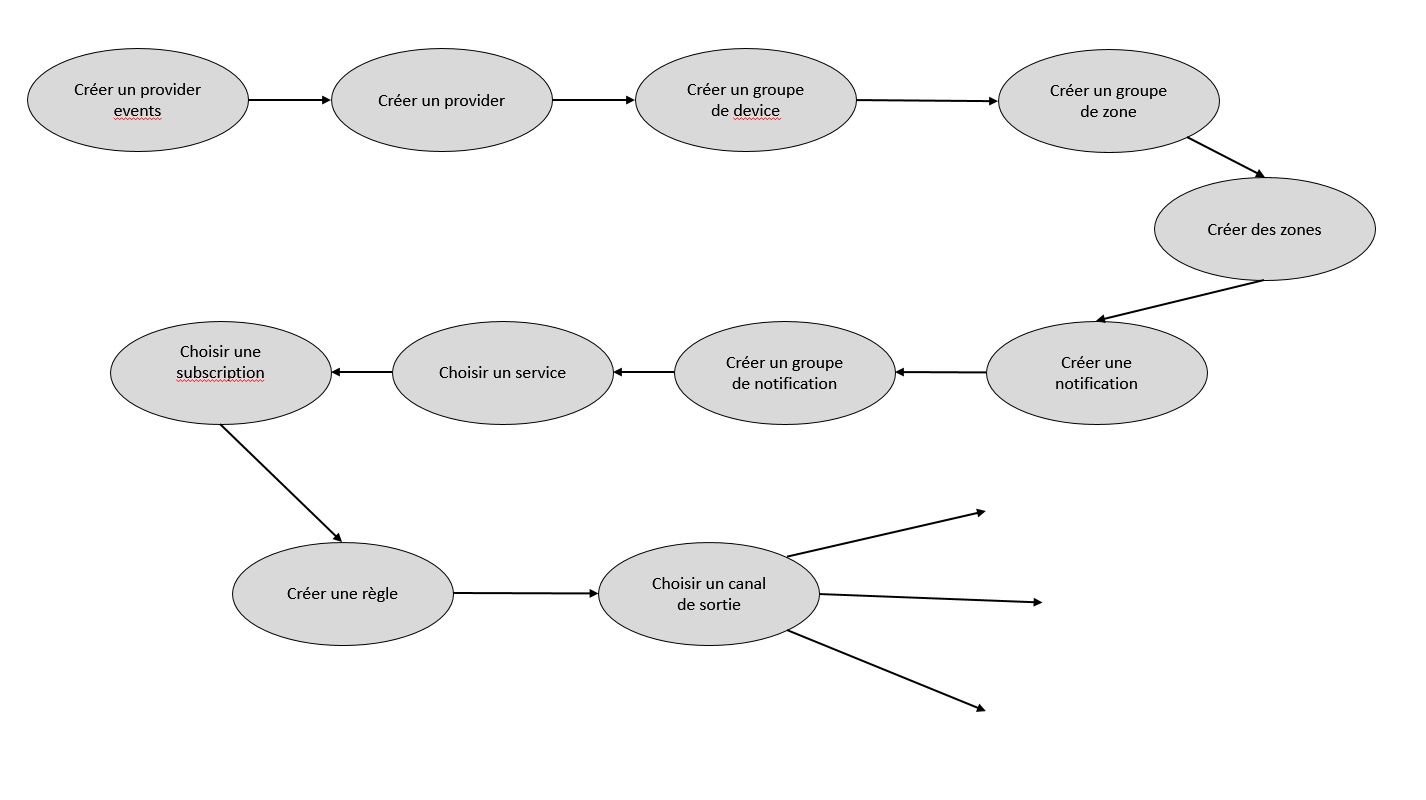 Créer un provider
events
Créer un provider
Créer un groupe
de device
Créer un groupe
de zone
Créer des zones
Créer une
notification
Créer un groupe
de notification
Choisir un service
Choisir une
subscription
Créer une règle
Choisir un canal
de sortie